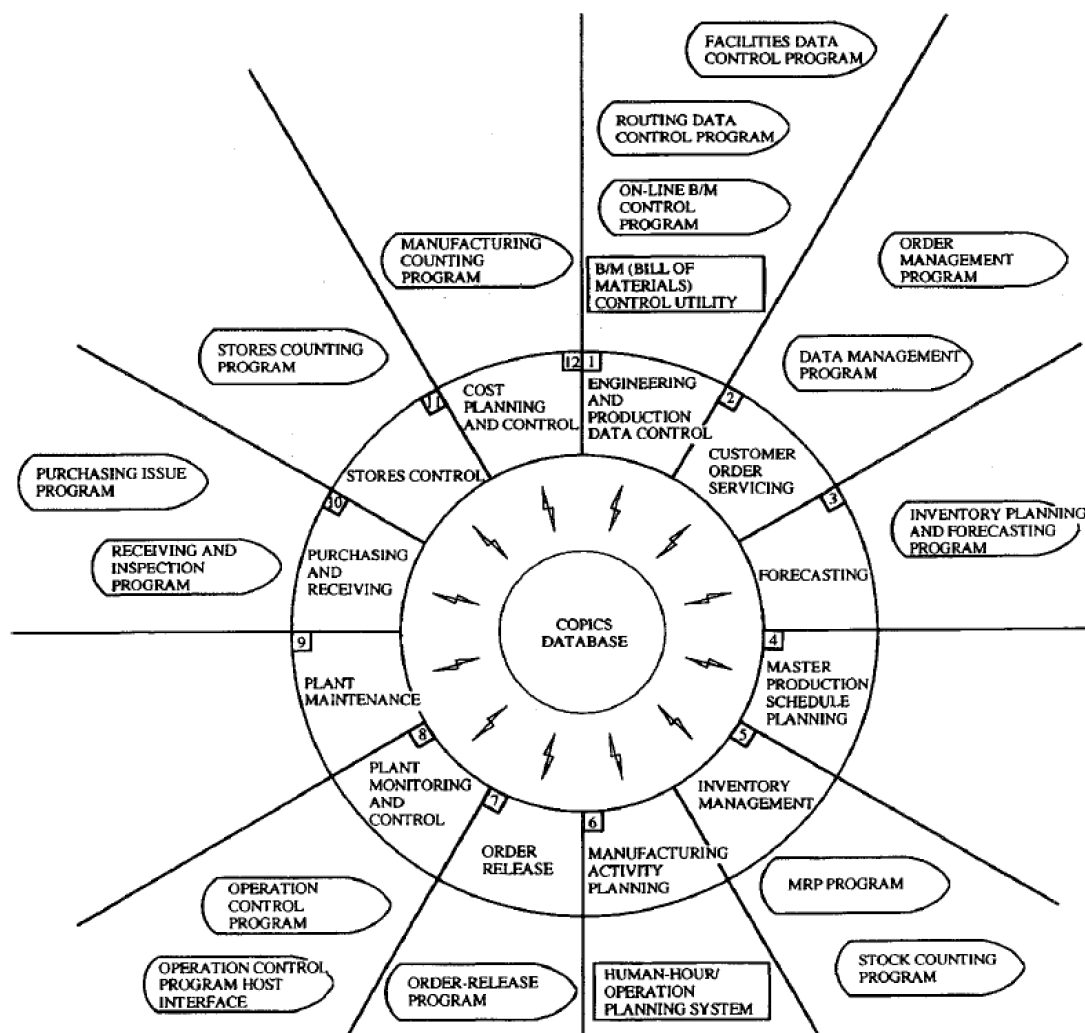 FACILITIES DATA
CONTROL PROGRAM
ROUTING DATA
CONTROL PROGRAM
ON-LINE B/M
CONTROL
PROGRAM
B/M (BILL OF
MATERIALS)
CONTROL UTILITY
MANUFACTURING
COUNTING
PROGRAM
ORDER
MANAGEMENT
PROGRAM
STORES COUNTING
PROGRAM
DATA MANAGEMENT
PROGRAM
12
1
11
COST
PLANNING
AND CONTROL
ENGINEERING
AND
PRODUCTION
DATA CONTROL
2
STORES CONTROL
CUSTOMER
ORDER
SERVICING
PURCHASING ISSUE
PROGRAM
10
3
INVENTORY PLANNING
AND FORECASTING
PROGRAM
RECEIVING AND
INSPECTION
PROGRAM
PURCHASING
AND
RECEIVING
FORECASTING
COPICS
DATABASE
9
4
PLANT
MAINTENANCE
MASTER
PRODUCTION
SCHEDULE
PLANNING
8
5
PLANT
MONITORING
AND
CONTROL
INVENTORY
MANAGEMENT
7
6
ORDER
RELEASE
MANUFACTURING
ACTIVITY
PLANNING
OPERATION
CONTROL
PROGRAM
MRP PROGRAM
OPERATION CONTROL
PROGRAM HOST
INTERFACE
ORDER-RELEASE
PROGRAM
HUMAN-HOUR/
OPERATION
PLANNING SYSTEM
STOCK COUNTING
PROGRAM